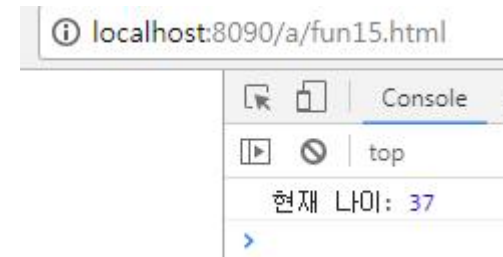 localhost:8090/a/fun15.html
Console
top
현재 나이: 37